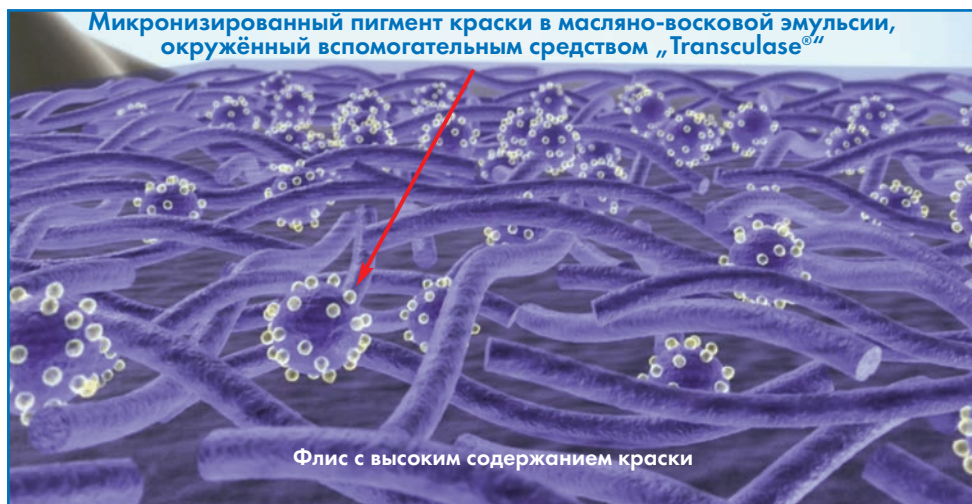 Микронизированный пигмент краски в масляно-восковой эмульсии,
окружённый вспомогательным средством „Transculase®“
Флис с высоким содержанием краски